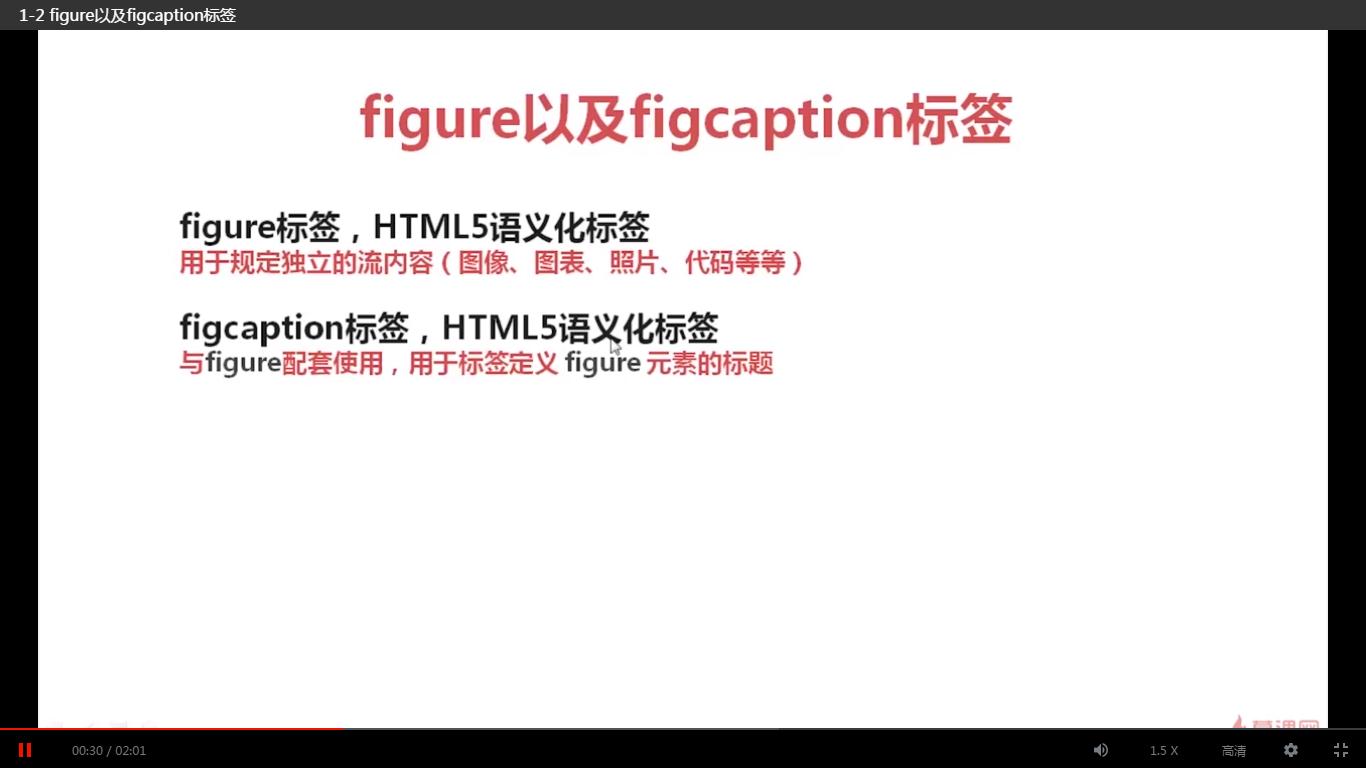 1-2 figure以及figcaption标签
figure以及figcaption标签
figure标签，HTML5语义化标签
用于规定独立的流内容（图像、图表、照片、代码等等）
figcaption标签，HTML5语义化标签
与figure配套使用，用于标签定义 figure 元素的标题
慕课网
00:30 / 02:01
1.5 X
高清